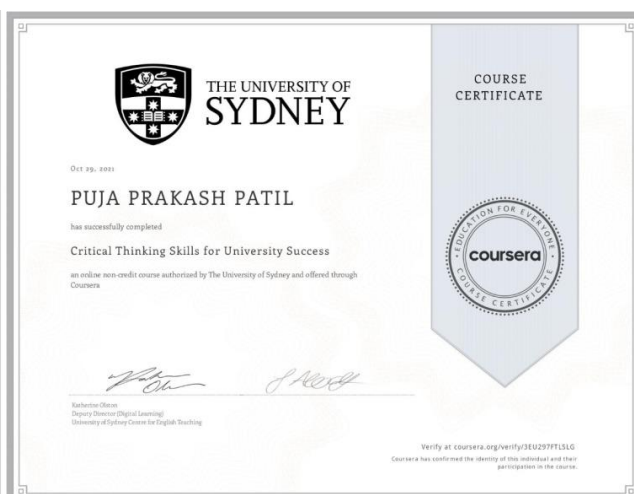 THE UNIVERSITY OF
SYDNEY
Oct 29, 2021
PUJA PRAKASH PATIL
has successfully completed
Critical Thinking Skills for University Success
an online non-credit course authorized by The University of Sydney and offered through
Coursera
Katherine Olston
Deputy Director (Digital Learning)
University of Sydney Centre for English Teaching
COURSE
CERTIFICATE
EDUCATION FOR EVERYONE
coursera
COURSE CERTIFICATE
Verify at coursera.org/verify/3EU297FTLSLG
Coursera has confirmed the identity of this individual and their
participation in the course.